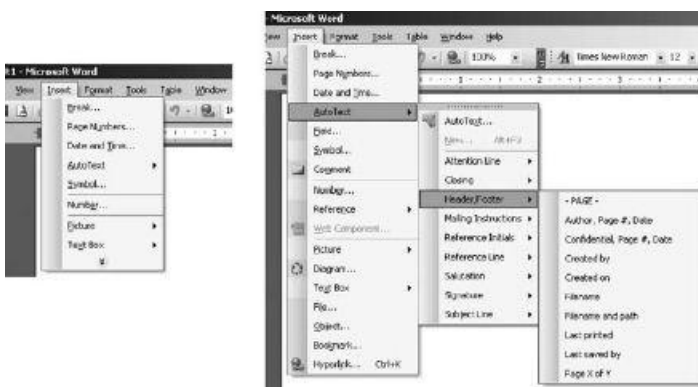 t1 - Microsoft Word
View Insert Format Tools Table Window
Break...
Page Numbers...
Date and Time...
AutoText
Symbol...
Number...
Picture
Text Box
- Microsoft Word
Insert Format Tools Table Window Help
100% Times New Roman 12
Break...
Page Numbers...
Date and Time...
AutoText
Field...
Symbol...
Comment
Number...
Reference
Web Component...
Picture
Diagram...
Text Box
File...
Object...
Bookmark...
Hyperlink... Ctrl+K
AutoText...
New... Alt+F3
Attention Line
Closing
Header/Footer
Mailing Instructions
Reference Initials
Reference Line
Salutation
Signature
Subject Line
- PAGE -
Author, Page #, Date
Confidential, Page #, Date
Created by
Created on
Filename
Filename and path
Last printed
Last saved by
Page X of Y